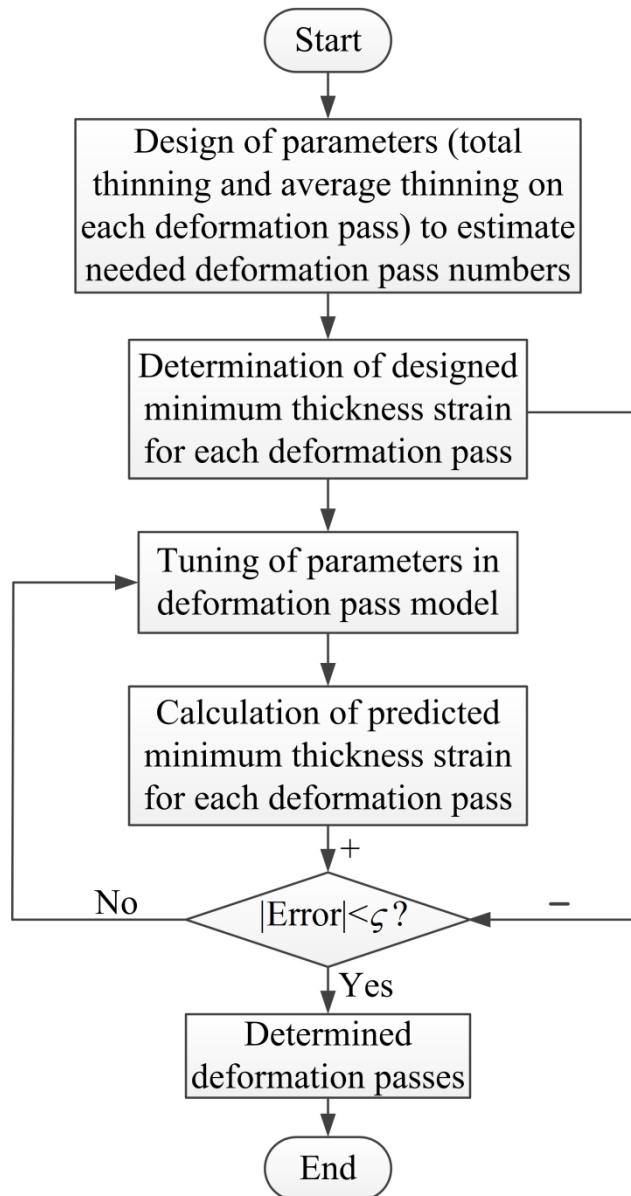 Start
Design of parameters (total
thinning and average thinning on
each deformation pass) to estimate
needed deformation pass numbers
Determination of designed
minimum thickness strain
for each deformation pass
Tuning of parameters in
deformation pass model
Calculation of predicted
minimum thickness strain
for each deformation pass
+
No
|Error|<ς?
−
Yes
Determined
deformation passes
End